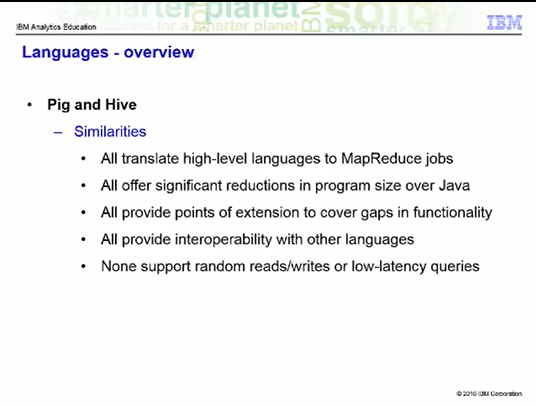 IBM Analytics Education
IBM
Languages - overview
• Pig and Hive
– Similarities
• All translate high-level languages to MapReduce jobs
• All offer significant reductions in program size over Java
• All provide points of extension to cover gaps in functionality
• All provide interoperability with other languages
• None support random reads/writes or low-latency queries
© 2016 IBM Corporation